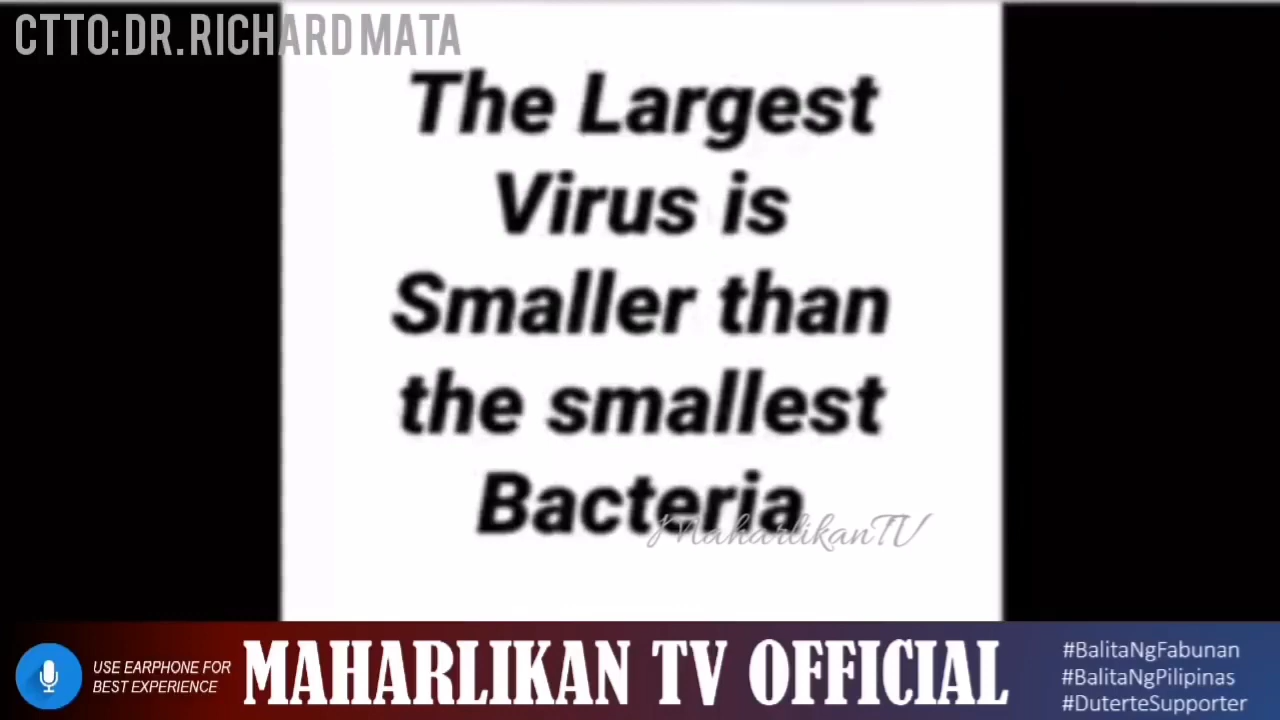 CTTO:DR.RICHARD MATA
The Largest
Virus is
Smaller than
the smallest
Bacteria
MaharlikanTV
USE EARPHONE FOR
BEST EXPERIENCE
MAHARLIKAN TV OFFICIAL
#BalitaNgFabunan
#BalitaNgPilipinas
#DuterteSupporter